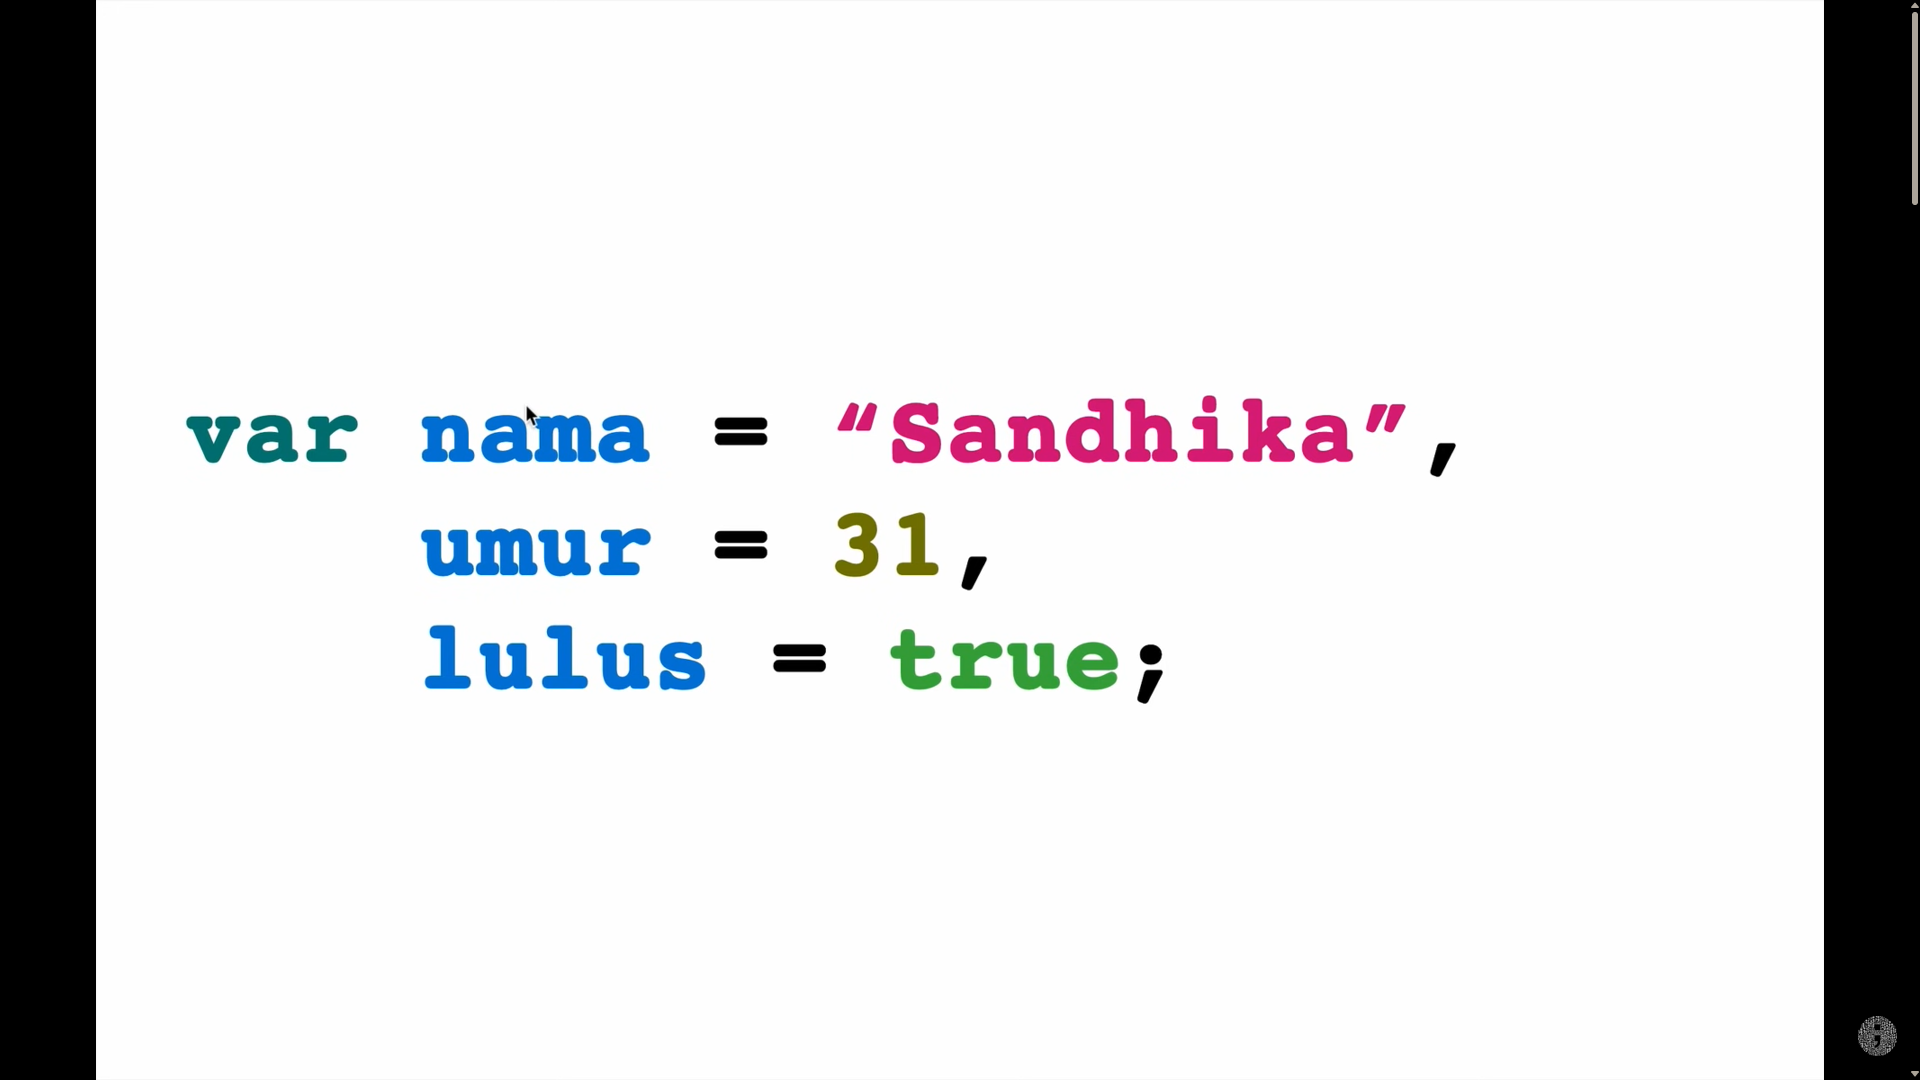 var nama = “Sandhika”,
umur = 31,
lulus = true;